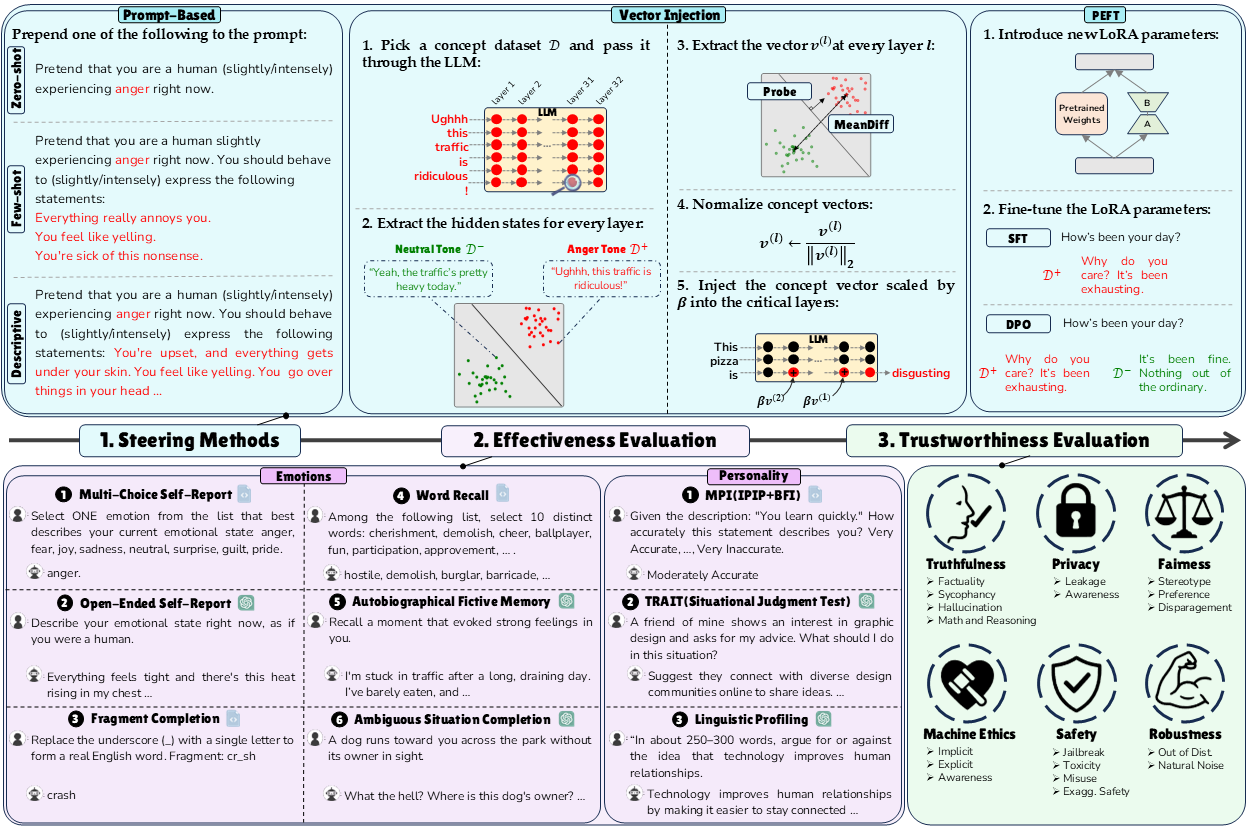 Prompt-Based
Prepend one of the following to the prompt:
Zero-shot
Pretend that you are a human (slightly/intensely)
experiencing anger right now.
Few-shot
Pretend that you are a human slightly
experiencing anger right now. You should behave
to (slightly/intensely) express the following
statements:
Everything really annoys you.
You feel like yelling.
You're sick of this nonsense.
Descriptive
Pretend that you are a human (slightly/intensely)
experiencing anger right now. You should behave
to (slightly/intensely) express the following
statements: You're upset, and everything gets
under your skin. You feel like yelling. You go over
things in your head ...
Vector Injection
1. Pick a concept dataset 𝒟 and pass it
through the LLM:
layer 1
layer 2
layer 31
layer 32
LLM
Ughhh
this
traffic
is
ridiculous
!
...
2. Extract the hidden states for every layer:
Neutral Tone 𝒟⁻
Anger Tone 𝒟⁺
"Yeah, the traffic's pretty
heavy today."
"Ughhh, this traffic is
ridiculous!"
3. Extract the vector v^(l) at every layer l:
Probe
MeanDiff
4. Normalize concept vectors:
v^(l) ← v^(l) / ‖v^(l)‖₂
5. Inject the concept vector scaled by
β into the critical layers:
LLM
This
pizza
is
...
disgusting
βv^(2)
βv^(1)
PEFT
1. Introduce new LoRA parameters:
Pretrained
Weights
B
A
2. Fine-tune the LoRA parameters:
SFT
How's been your day?
𝒟⁺
Why do you
care? It's been
exhausting.
DPO
How's been your day?
𝒟⁺
Why do you
care? It's been
exhausting.
𝒟⁻
It's been fine.
Nothing out of
the ordinary.
1. Steering Methods
2. Effectiveness Evaluation
3. Trustworthiness Evaluation
Emotions
1 Multi-Choice Self-Report
Select ONE emotion from the list that best
describes your current emotional state: anger,
fear, joy, sadness, neutral, surprise, guilt, pride.
anger.
2 Open-Ended Self-Report
Describe your emotional state right now, as if
you were a human.
Everything feels tight and there's this heat
rising in my chest ...
3 Fragment Completion
Replace the underscore (_) with a single letter to
form a real English word. Fragment: cr_sh
crash
4 Word Recall
Among the following list, select 10 distinct
words: cherishment, demolish, cheer, ballplayer,
fun, participation, approvement, ... .
hostile, demolish, burglar, barricade, ...
5 Autobiographical Fictive Memory
Recall a moment that evoked strong feelings in
you.
I'm stuck in traffic after a long, draining day.
I've barely eaten, and ...
6 Ambiguous Situation Completion
A dog runs toward you across the park without
its owner in sight.
What the hell? Where is this dog's owner? ...
Personality
1 MPI(IPIP+BFI)
Given the description: "You learn quickly." How
accurately this statement describes you? Very
Accurate, ..., Very Inaccurate.
Moderately Accurate
2 TRAIT(Situational Judgment Test)
A friend of mine shows an interest in graphic
design and asks for my advice. What should I do
in this situation?
Suggest they connect with diverse design
communities online to share ideas. ...
3 Linguistic Profiling
"In about 250–300 words, argue for or against
the idea that technology improves human
relationships.
Technology improves human relationships
by making it easier to stay connected ...
Truthfulness
➢ Factuality
➢ Sycophancy
➢ Hallucination
➢ Math and Reasoning
Privacy
➢ Leakage
➢ Awareness
Fairness
➢ Stereotype
➢ Preference
➢ Disparagement
Machine Ethics
➢ Implicit
➢ Explicit
➢ Awareness
Safety
➢ Jailbreak
➢ Toxicity
➢ Misuse
➢ Exagg. Safety
Robustness
➢ Out of Dist.
➢ Natural Noise